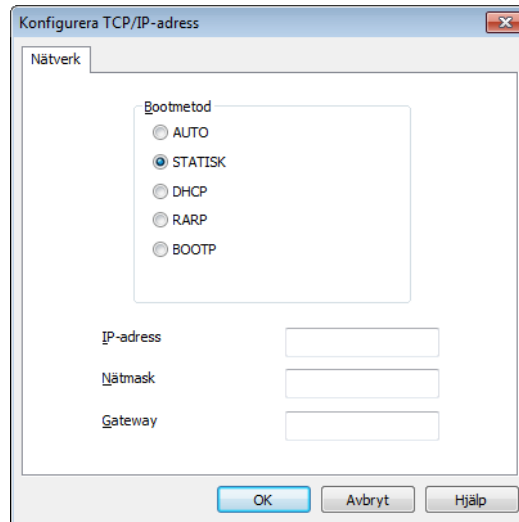 Konfigurera TCP/IP-adress
Nätverk
Bootmetod
AUTO
STATISK
DHCP
RARP
BOOTP
IP-adress
Nätmask
Gateway
OK Avbryt Hjälp